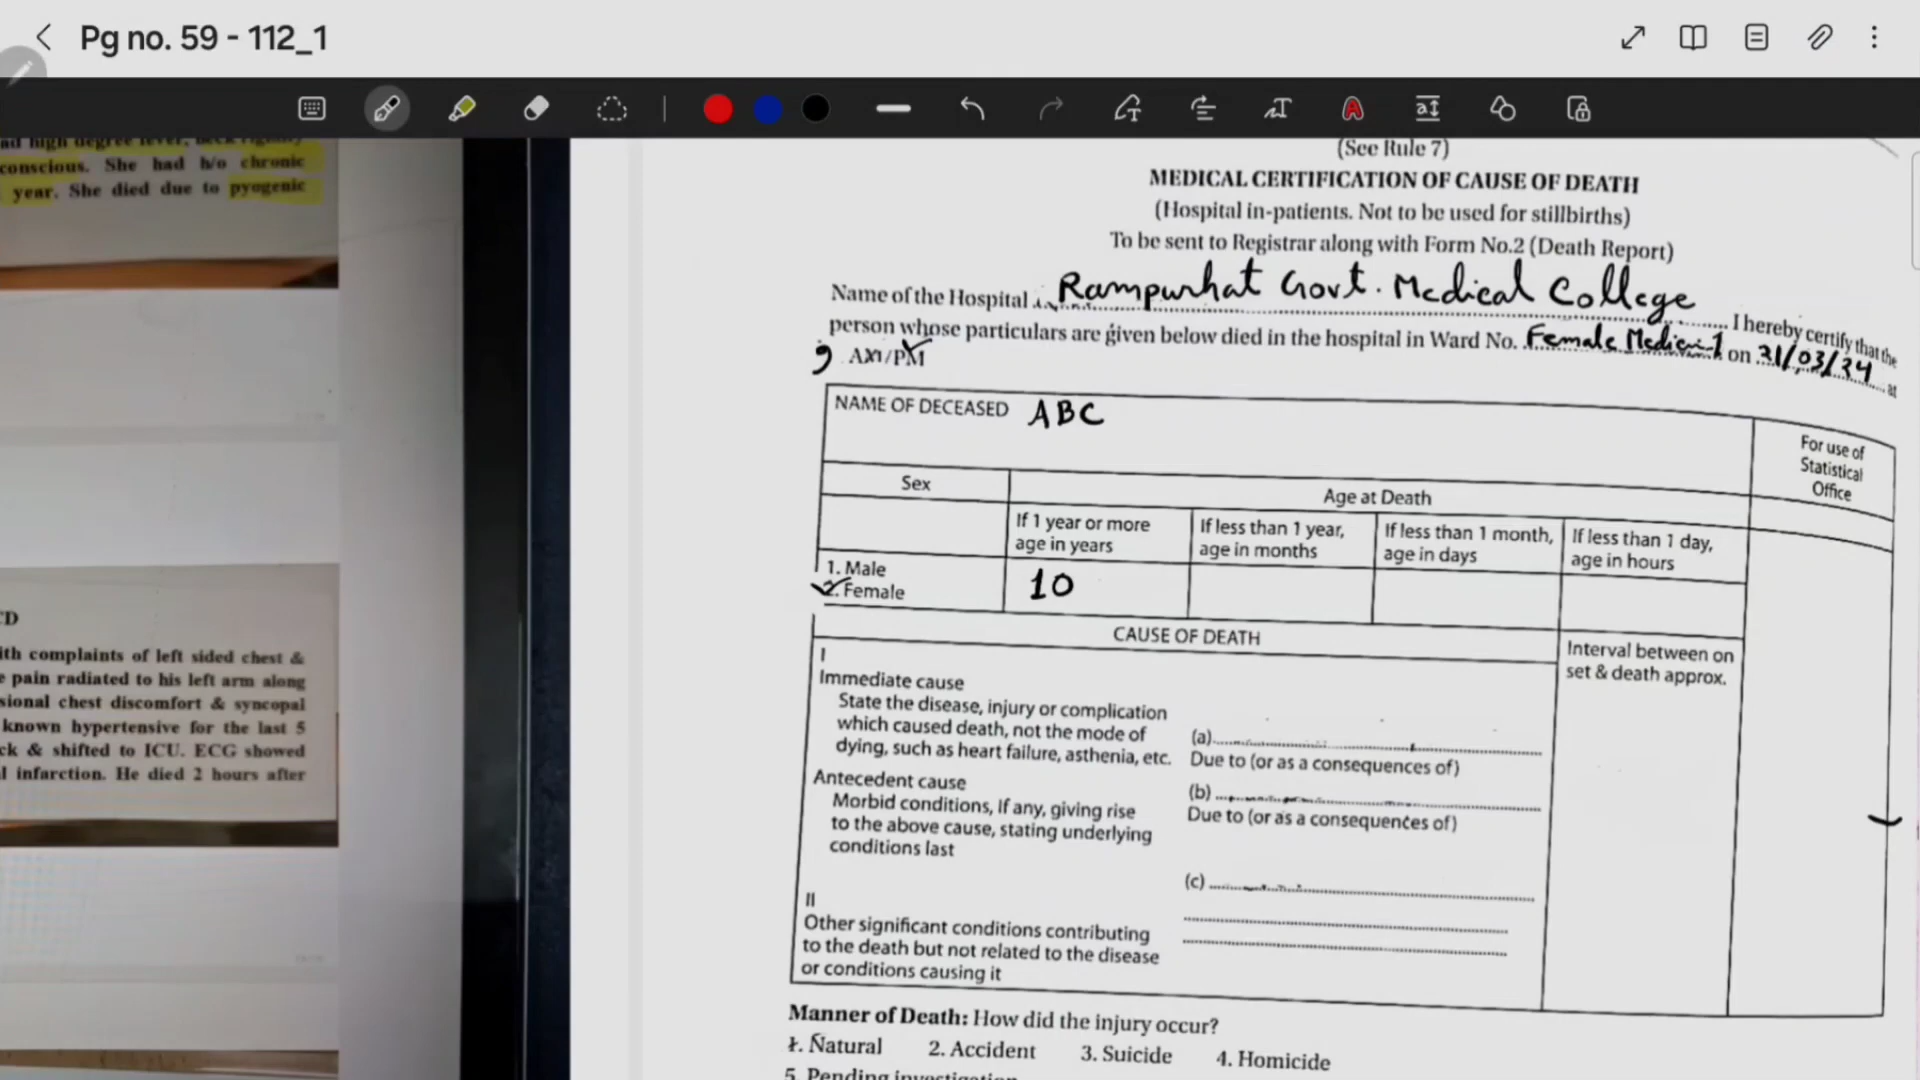 Pg no. 59 - 112_1
conscious. She had h/o chronic
year. She died due to pyogenic
ith complaints of left sided chest &
pain radiated to his left arm along
sional chest discomfort & syncopal
known hypertensive for the last 5
ck & shifted to ICU. ECG showed
l infarction. He died 2 hours after
(See Rule 7)
MEDICAL CERTIFICATION OF CAUSE OF DEATH
(Hospital in-patients. Not to be used for stillbirths)
To be sent to Registrar along with Form No.2 (Death Report)
Name of the Hospital Rampurhat Govt. Medical College I hereby certify that the
person whose particulars are given below died in the hospital in Ward No. Female on at
9 AM/PM
NAME OF DECEASED ABC
For use of
Statistical
Office
Sex
Age at Death
If 1 year or more
age in years
If less than 1 year,
age in months
If less than 1 month,
age in days
If less than 1 day,
age in hours
1. Male
2. Female
10
CAUSE OF DEATH
Interval between on
set & death approx.
I
Immediate cause
State the disease, injury or complication
which caused death, not the mode of
dying, such as heart failure, asthenia, etc.
(a)
Due to (or as a consequences of)
Antecedent cause
Morbid conditions, if any, giving rise
to the above cause, stating underlying
conditions last
(b)
Due to (or as a consequences of)
(c)
II
Other significant conditions contributing
to the death but not related to the disease
or conditions causing it
Manner of Death: How did the injury occur?
1. Natural 2. Accident 3. Suicide 4. Homicide
5. Pending investigation